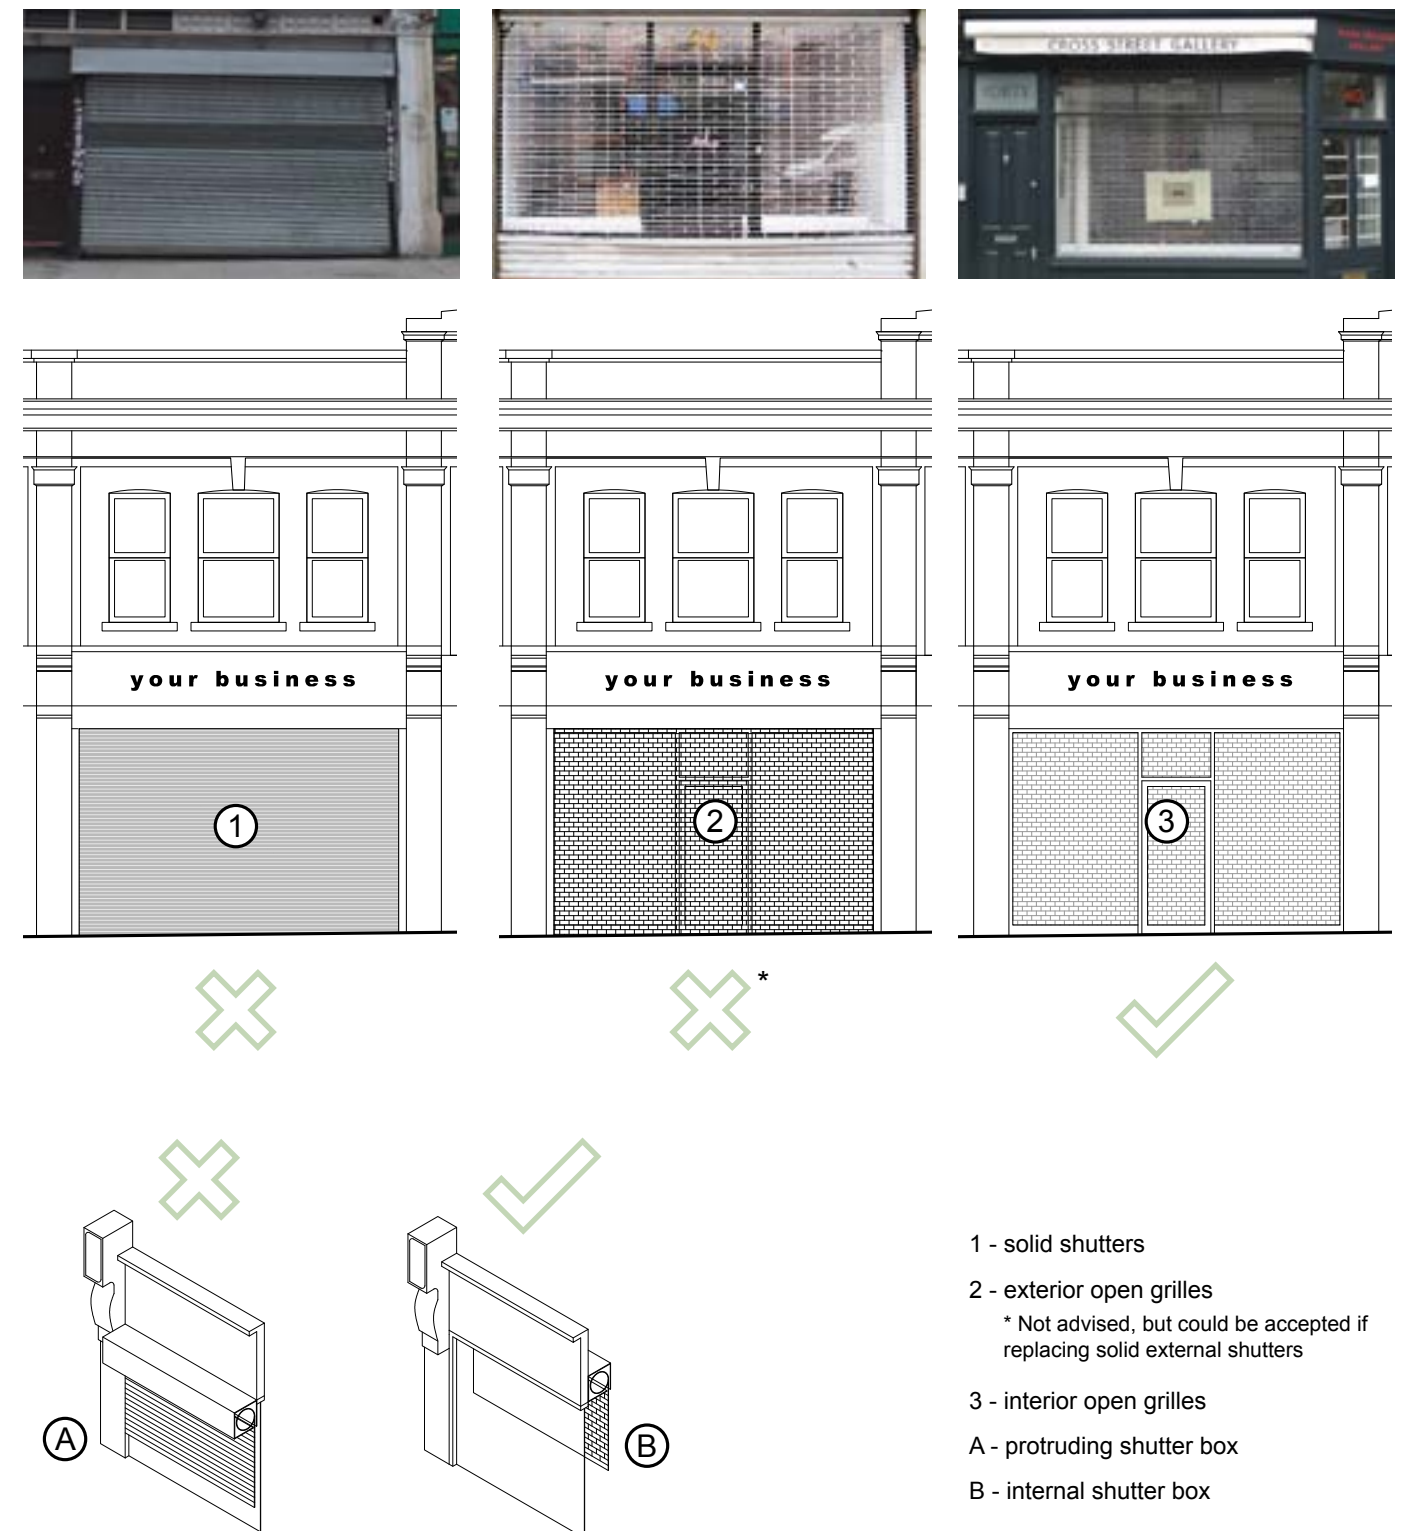 CROSS STREET GALLERY
your business
your business
your business
1
2
3
*
A
B
1 - solid shutters
2 - exterior open grilles
* Not advised, but could be accepted if
replacing solid external shutters
3 - interior open grilles
A - protruding shutter box
B - internal shutter box